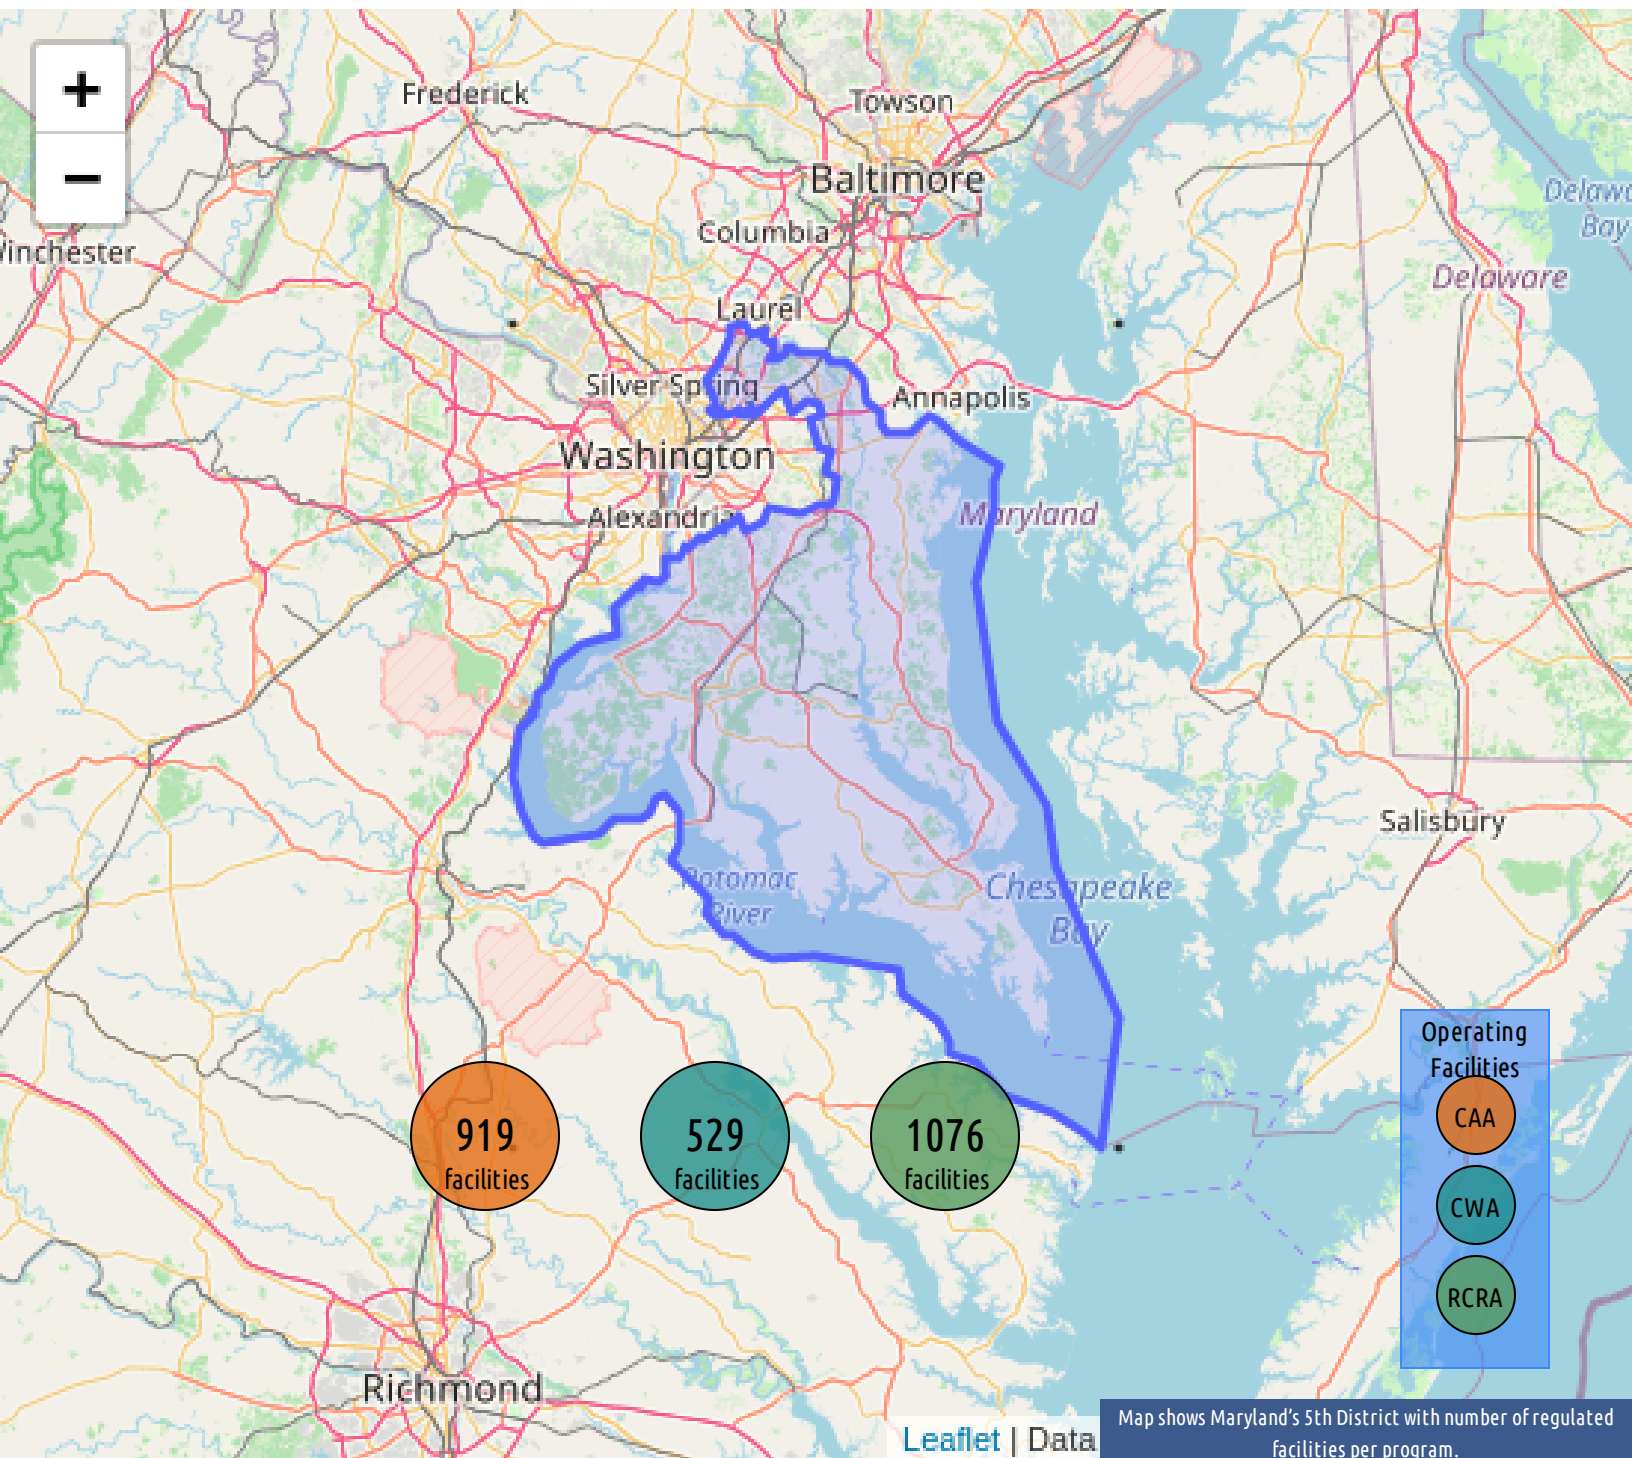 +
−
Frederick
Towson
Baltimore
Columbia
Winchester
Delaware
Bay
Laurel
Silver Spring
Annapolis
Washington
Alexandria
Maryland
Salisbury
Potomac
River
Chesapeake
Bay
919
facilities
529
facilities
1076
facilities
Operating
Facilities
CAA
CWA
RCRA
Richmond
Leaflet | Data
Map shows Maryland's 5th District with number of regulated
facilities per program.